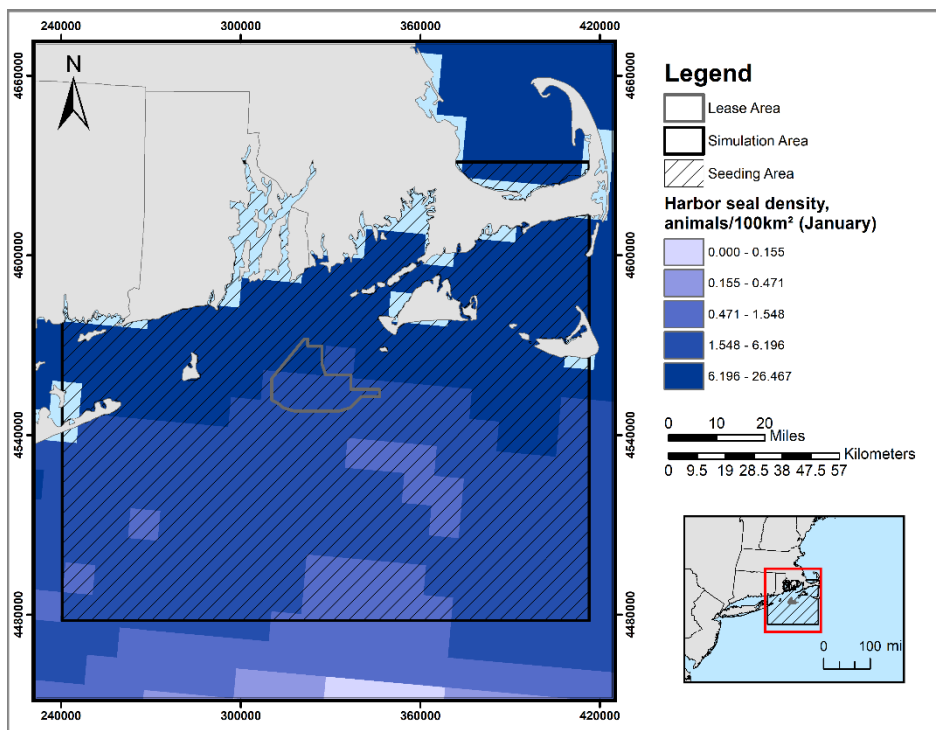 240000 300000 360000 420000
4660000
4600000
4540000
4480000
N
240000 300000 360000 420000
4660000
4600000
4540000
4480000
Legend
Lease Area
Simulation Area
Seeding Area
Harbor seal density,
animals/100km² (January)
0.000 - 0.155
0.155 - 0.471
0.471 - 1.548
1.548 - 6.196
6.196 - 26.467
0 10 20
Miles
Kilometers
0 9.5 19 28.5 38 47.5 57
0 100 mi